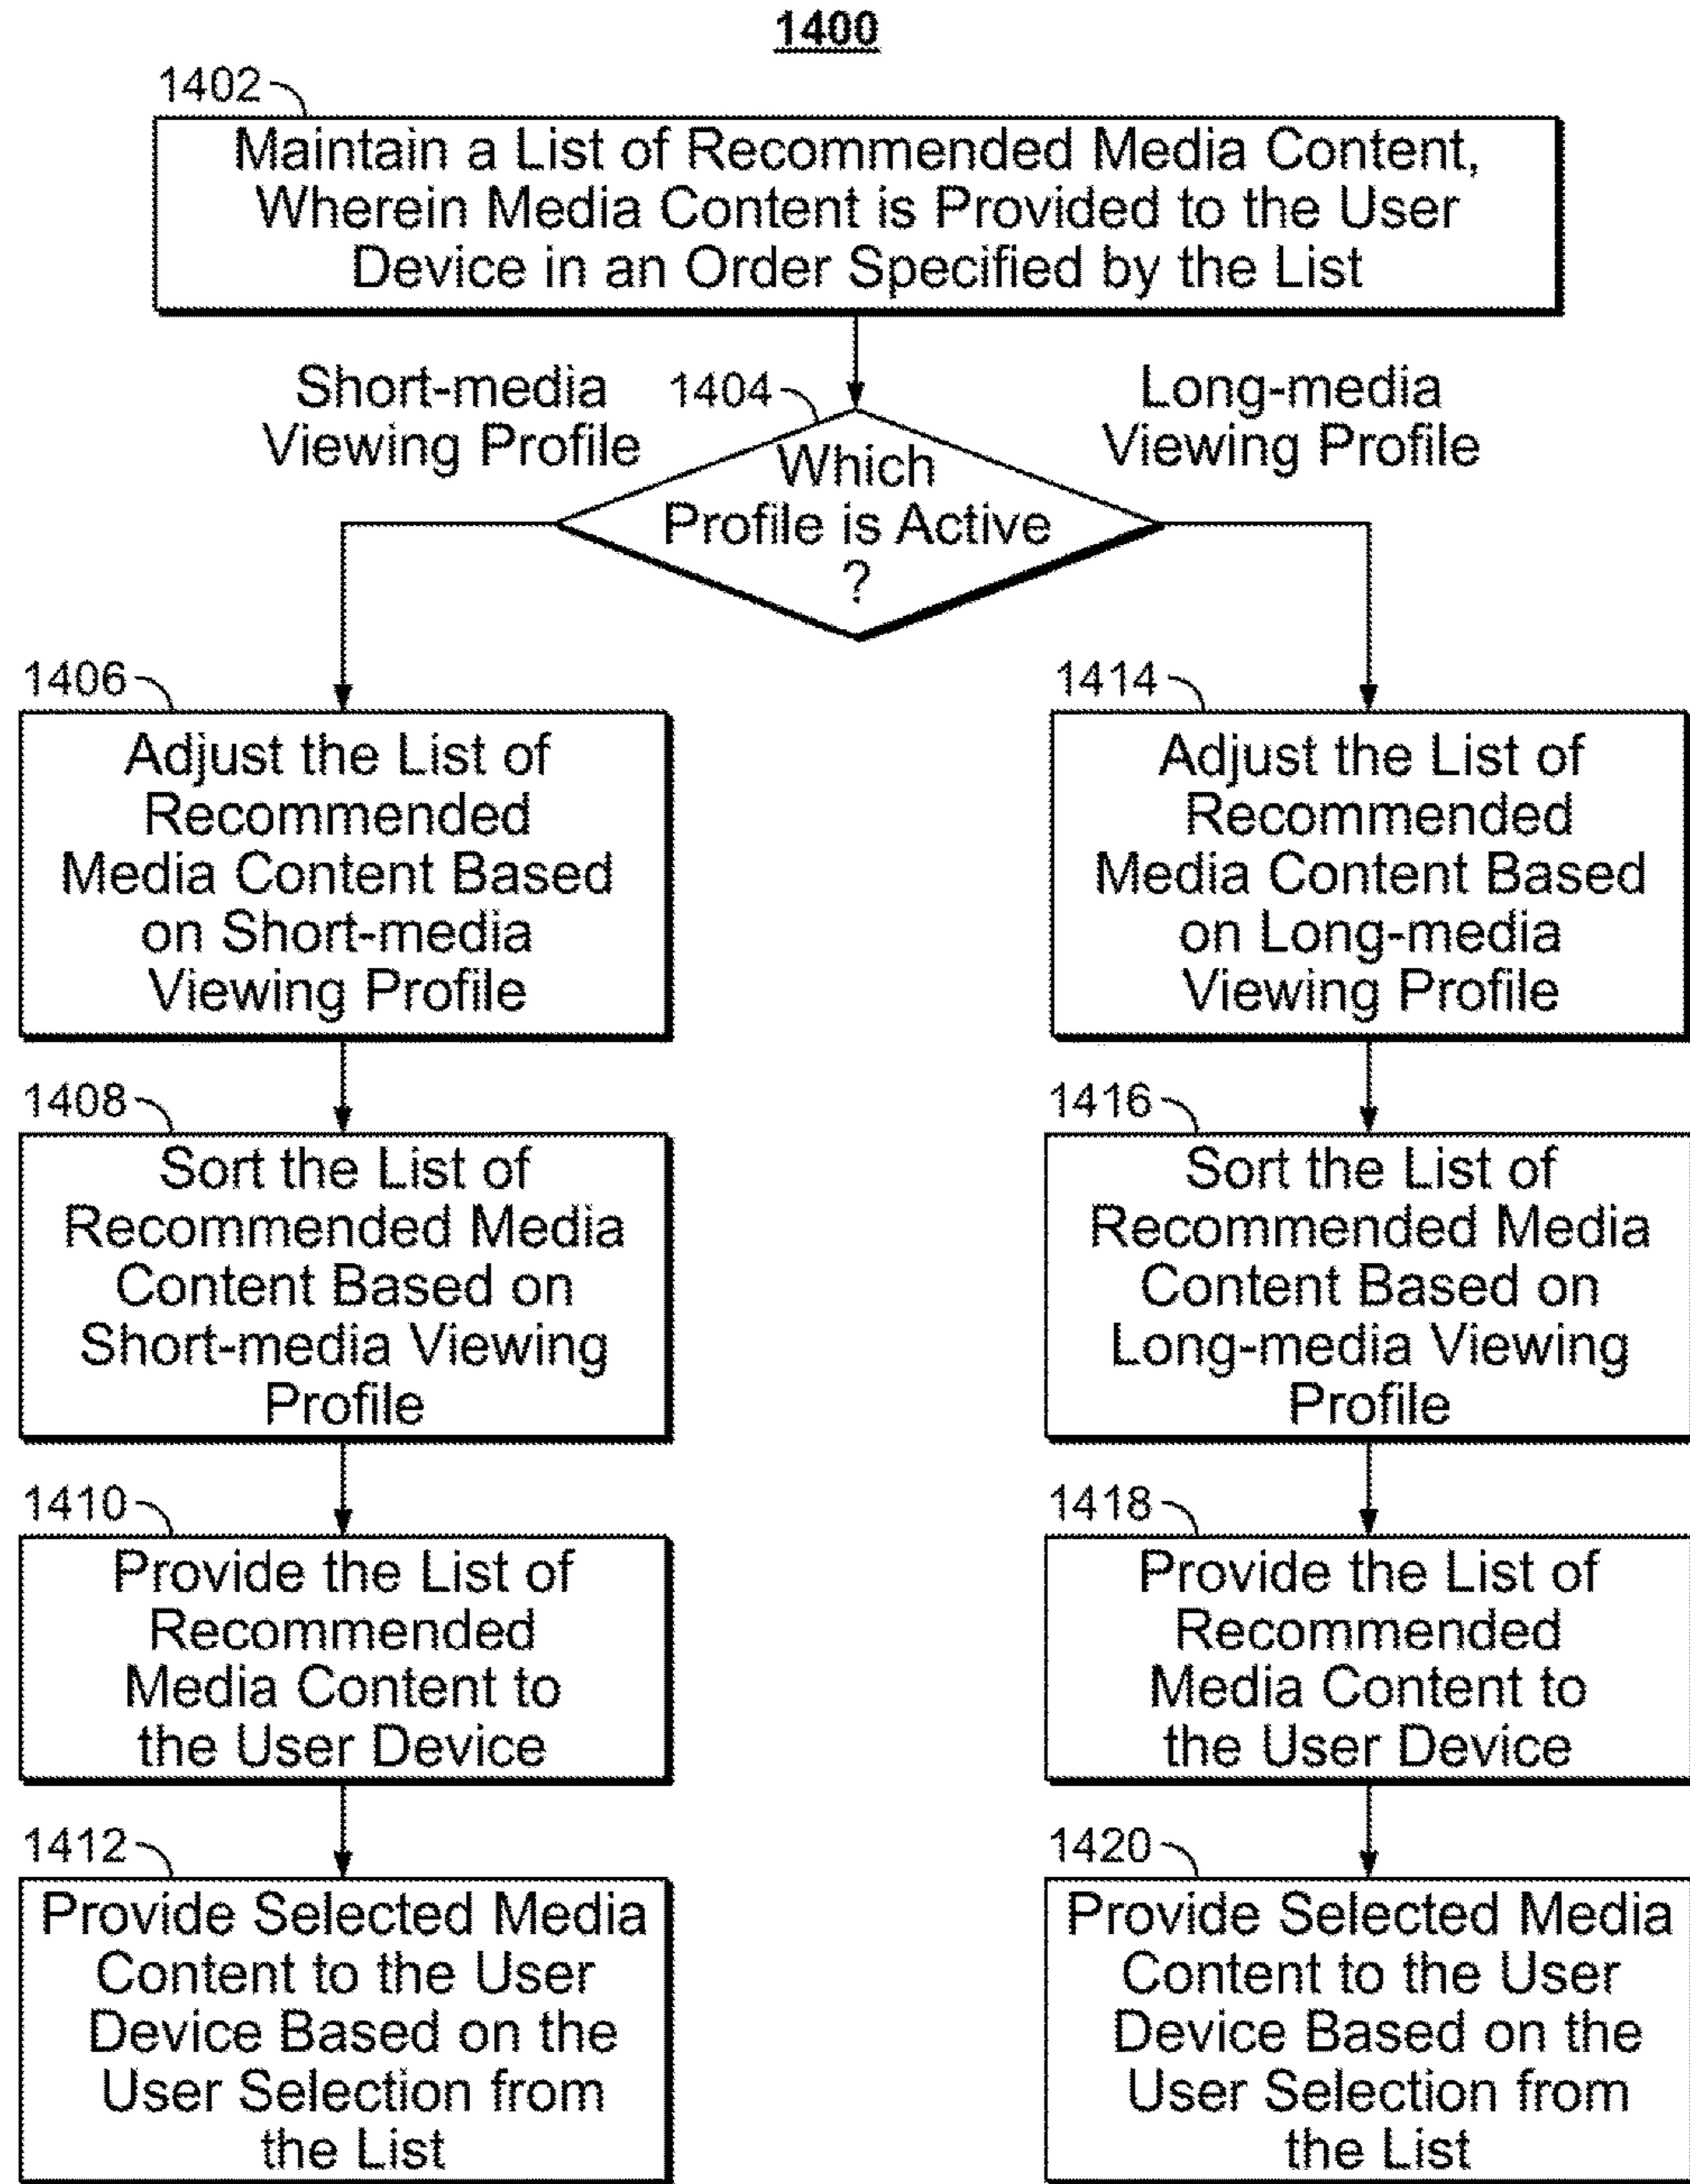 1400
1402
Maintain a List of Recommended Media Content,
Wherein Media Content is Provided to the User
Device in an Order Specified by the List
Short-media
Viewing Profile
1404
Long-media
Viewing Profile
Which
Profile is Active
?
1406
Adjust the List of
Recommended
Media Content Based
on Short-media
Viewing Profile
1408
Sort the List of
Recommended Media
Content Based on
Short-media Viewing
Profile
1410
Provide the List of
Recommended
Media Content to
the User Device
1412
Provide Selected Media
Content to the User
Device Based on the
User Selection from
the List
1414
Adjust the List of
Recommended
Media Content Based
on Long-media
Viewing Profile
1416
Sort the List of
Recommended Media
Content Based on
Long-media Viewing
Profile
1418
Provide the List of
Recommended
Media Content to
the User Device
1420
Provide Selected Media
Content to the User
Device Based on the
User Selection from
the List